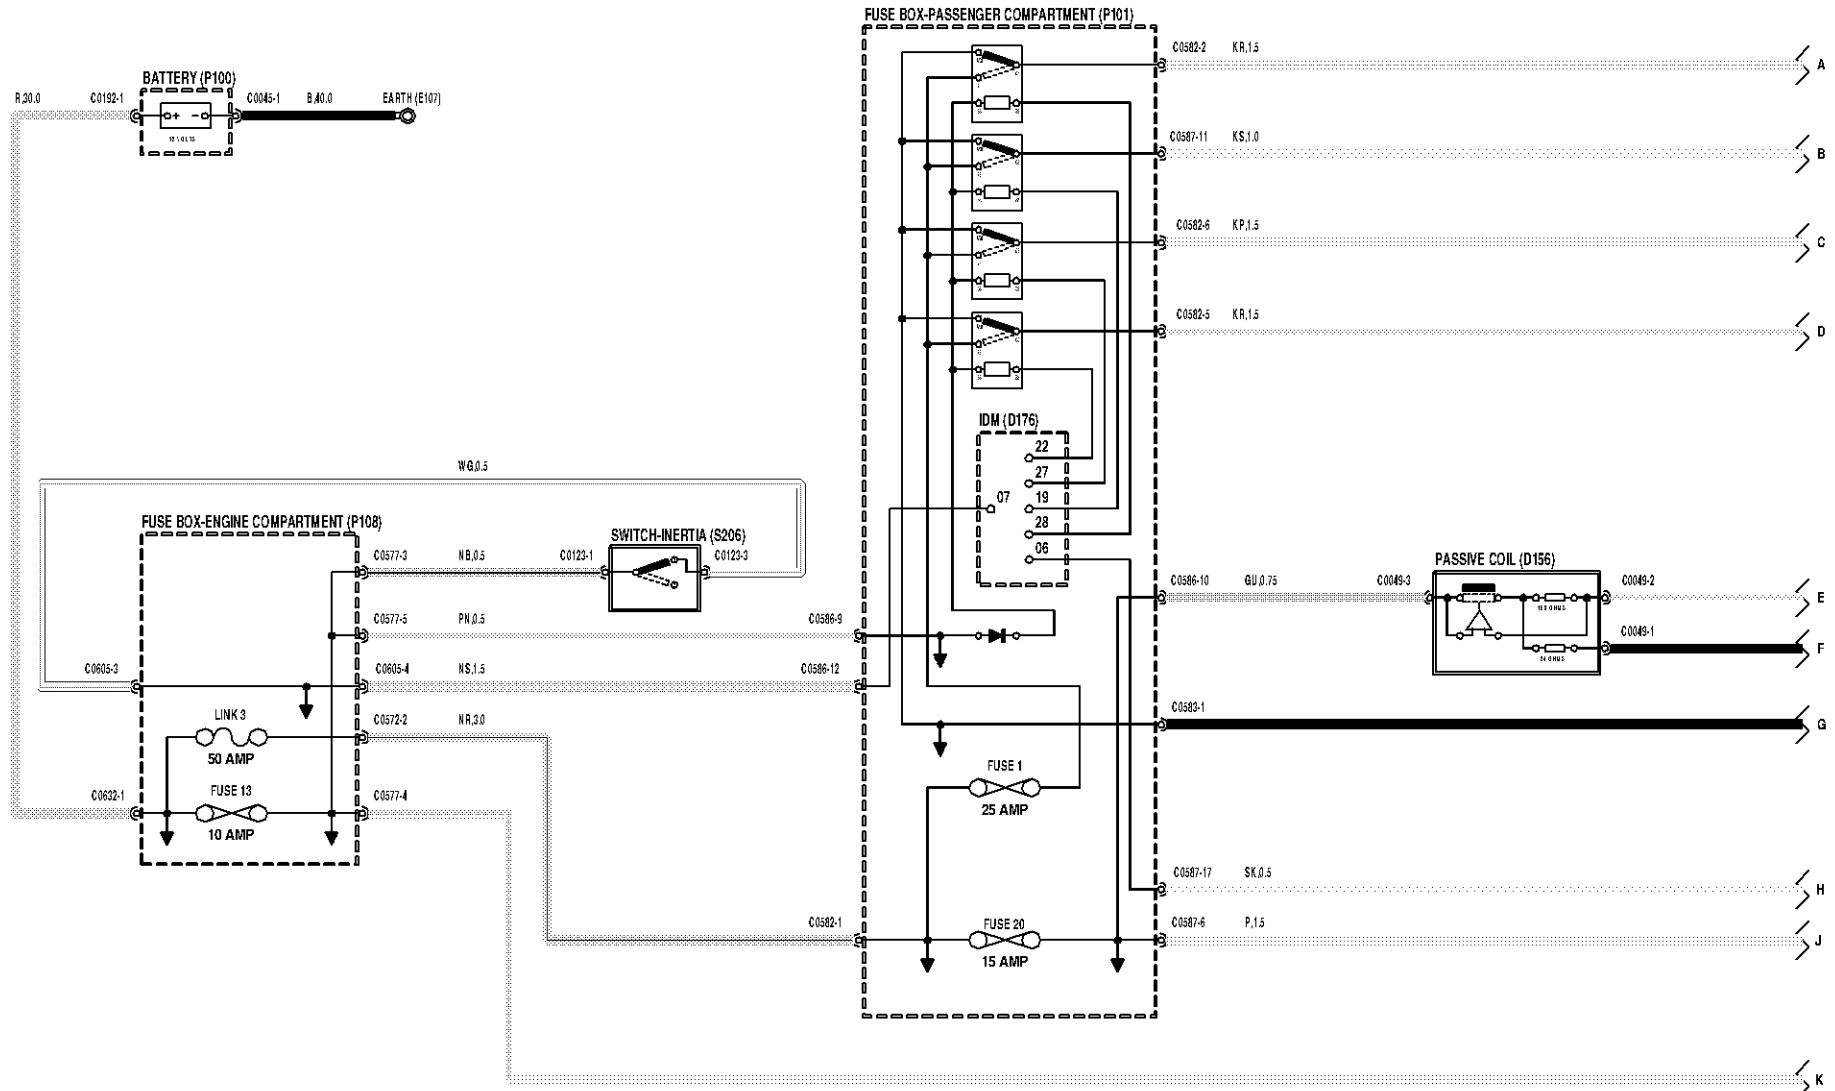 FUSE BOX-PASSENGER COMPARTMENT (P101)
C0582-2 KR,1.5
A
BATTERY (P100)
R,30.0 C0192-1 C0045-1 B,40.0 EARTH (E107)
+ −
12 VOLTS
C0587-11 KS,1.0
B
C0582-6 KP,1.5
C
C0582-5 KR,1.5
D
IDM (D176)
22
27
07 19
28
06
WG,0.5
FUSE BOX-ENGINE COMPARTMENT (P108)
SWITCH-INERTIA (S206)
C0577-3 NB,0.5 C0123-1 C0123-3
PASSIVE COIL (D156)
C0586-10 GU,0.75 C0049-3 C0049-2
E
C0577-5 PN,0.5 C0586-9
C0049-1
F
C0605-3 C0605-4 NS,1.5 C0586-12
LINK 3
50 AMP
C0572-2 NR,3.0
C0583-1
G
FUSE 1
25 AMP
C0632-1
FUSE 13
10 AMP
C0577-4
C0587-17 SK,0.5
H
C0582-1
FUSE 20
15 AMP
C0587-6 P,1.5
J
K